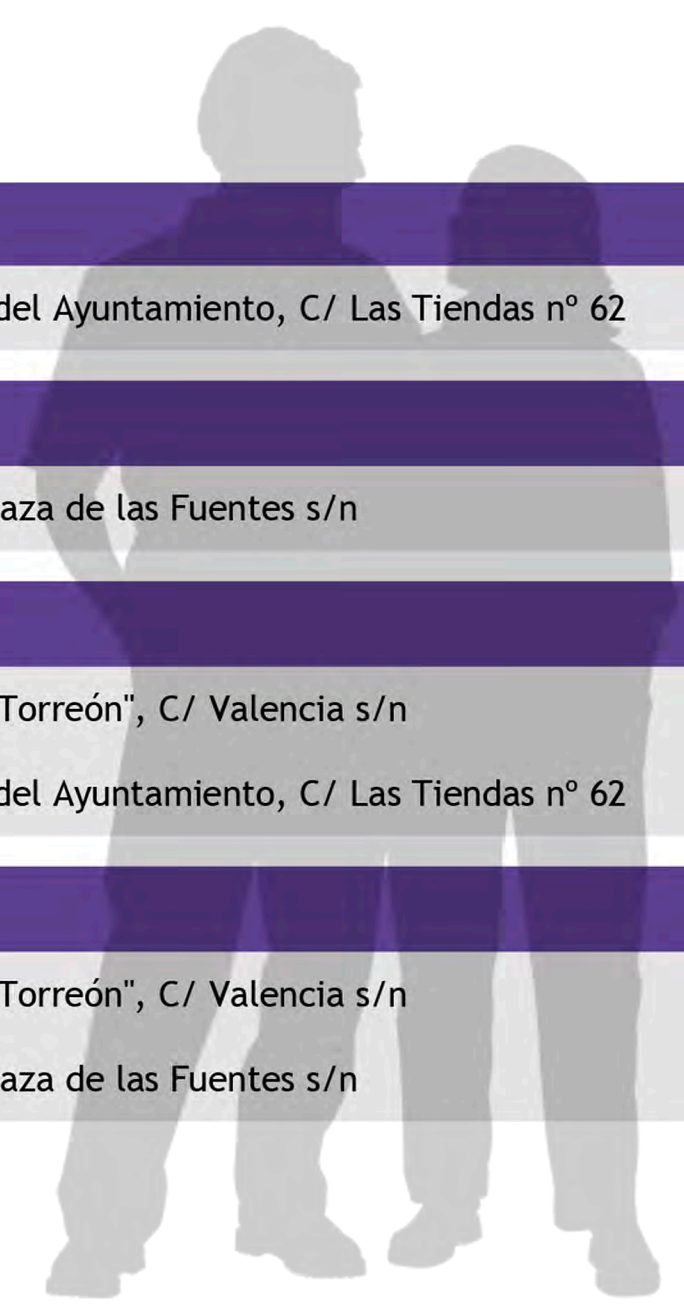 del Ayuntamiento, C/ Las Tiendas nº 62
aza de las Fuentes s/n
Torreón", C/ Valencia s/n
del Ayuntamiento, C/ Las Tiendas nº 62
Torreón", C/ Valencia s/n
aza de las Fuentes s/n